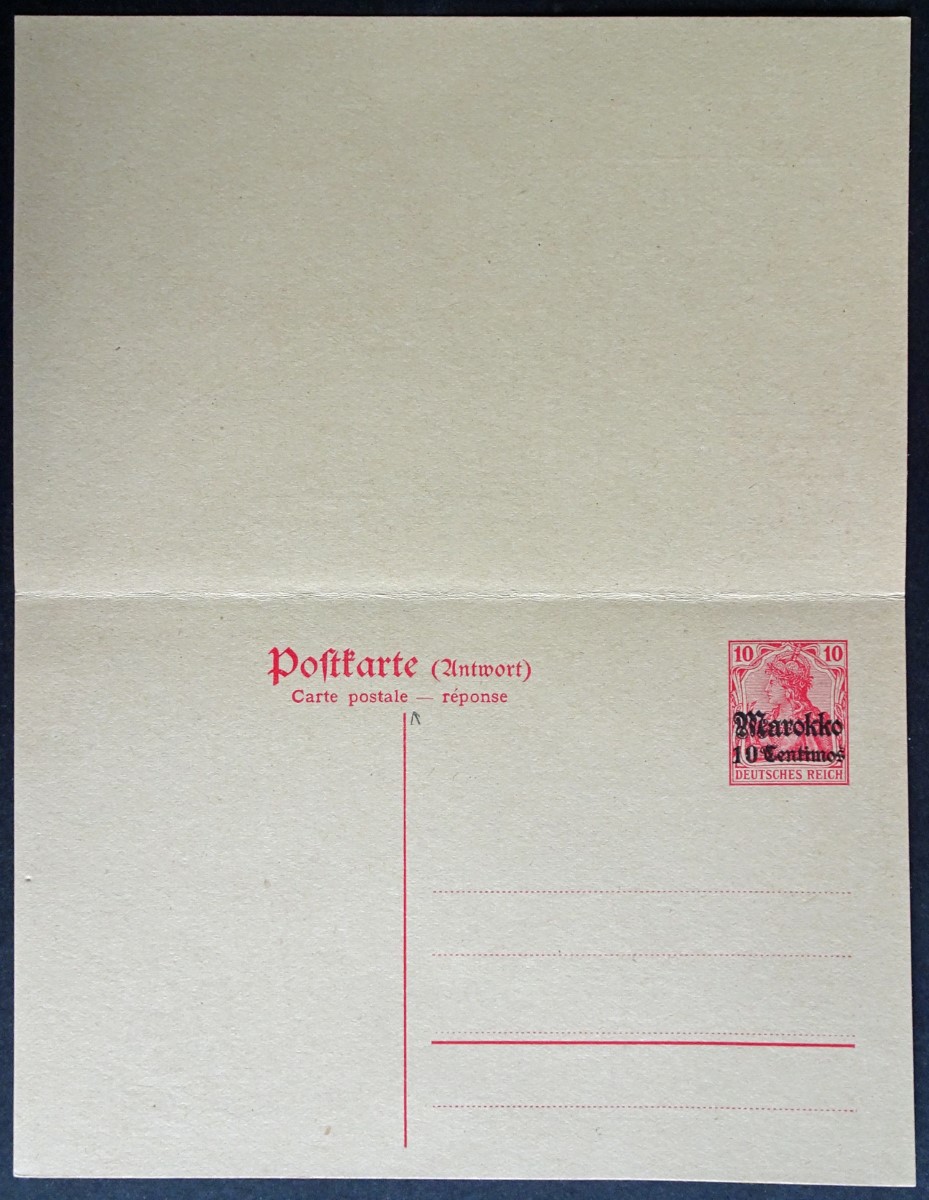 Postkarte (Antwort)
Carte postale — réponse
10 10
Marokko
10 Centimos
DEUTSCHES REICH